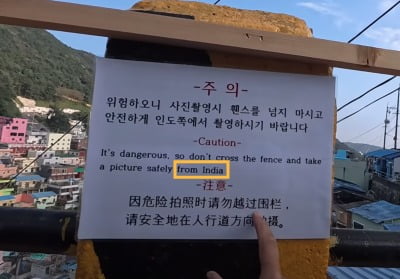 -주 의-
위험하오니 사진촬영시 휀스를 넘지 마시고
안전하게 인도쪽에서 촬영하시기 바랍니다
-Caution-
It's dangerous, so don't cross the fence and take
a picture safely from India
-注意-
因危险拍照时请勿越过围栏，
请安全地在人行道方向拍摄。